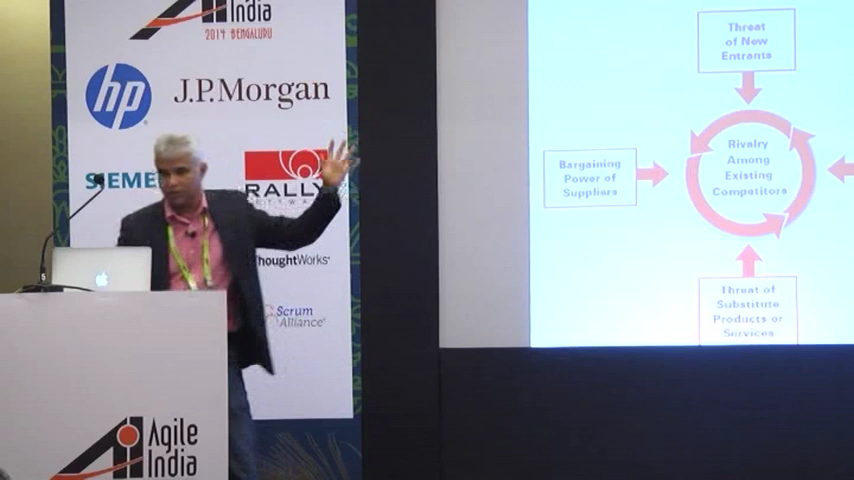 India
2014 BENGALURU
hp
J.P.Morgan
SIEME
RALLY
ThoughtWorks
Scrum
Alliance
Agile
India
Threat
of New
Entrants
Bargaining
Power of
Suppliers
Rivalry
Among
Existing
Competitors
Threat of
Substitute
Products or
Services